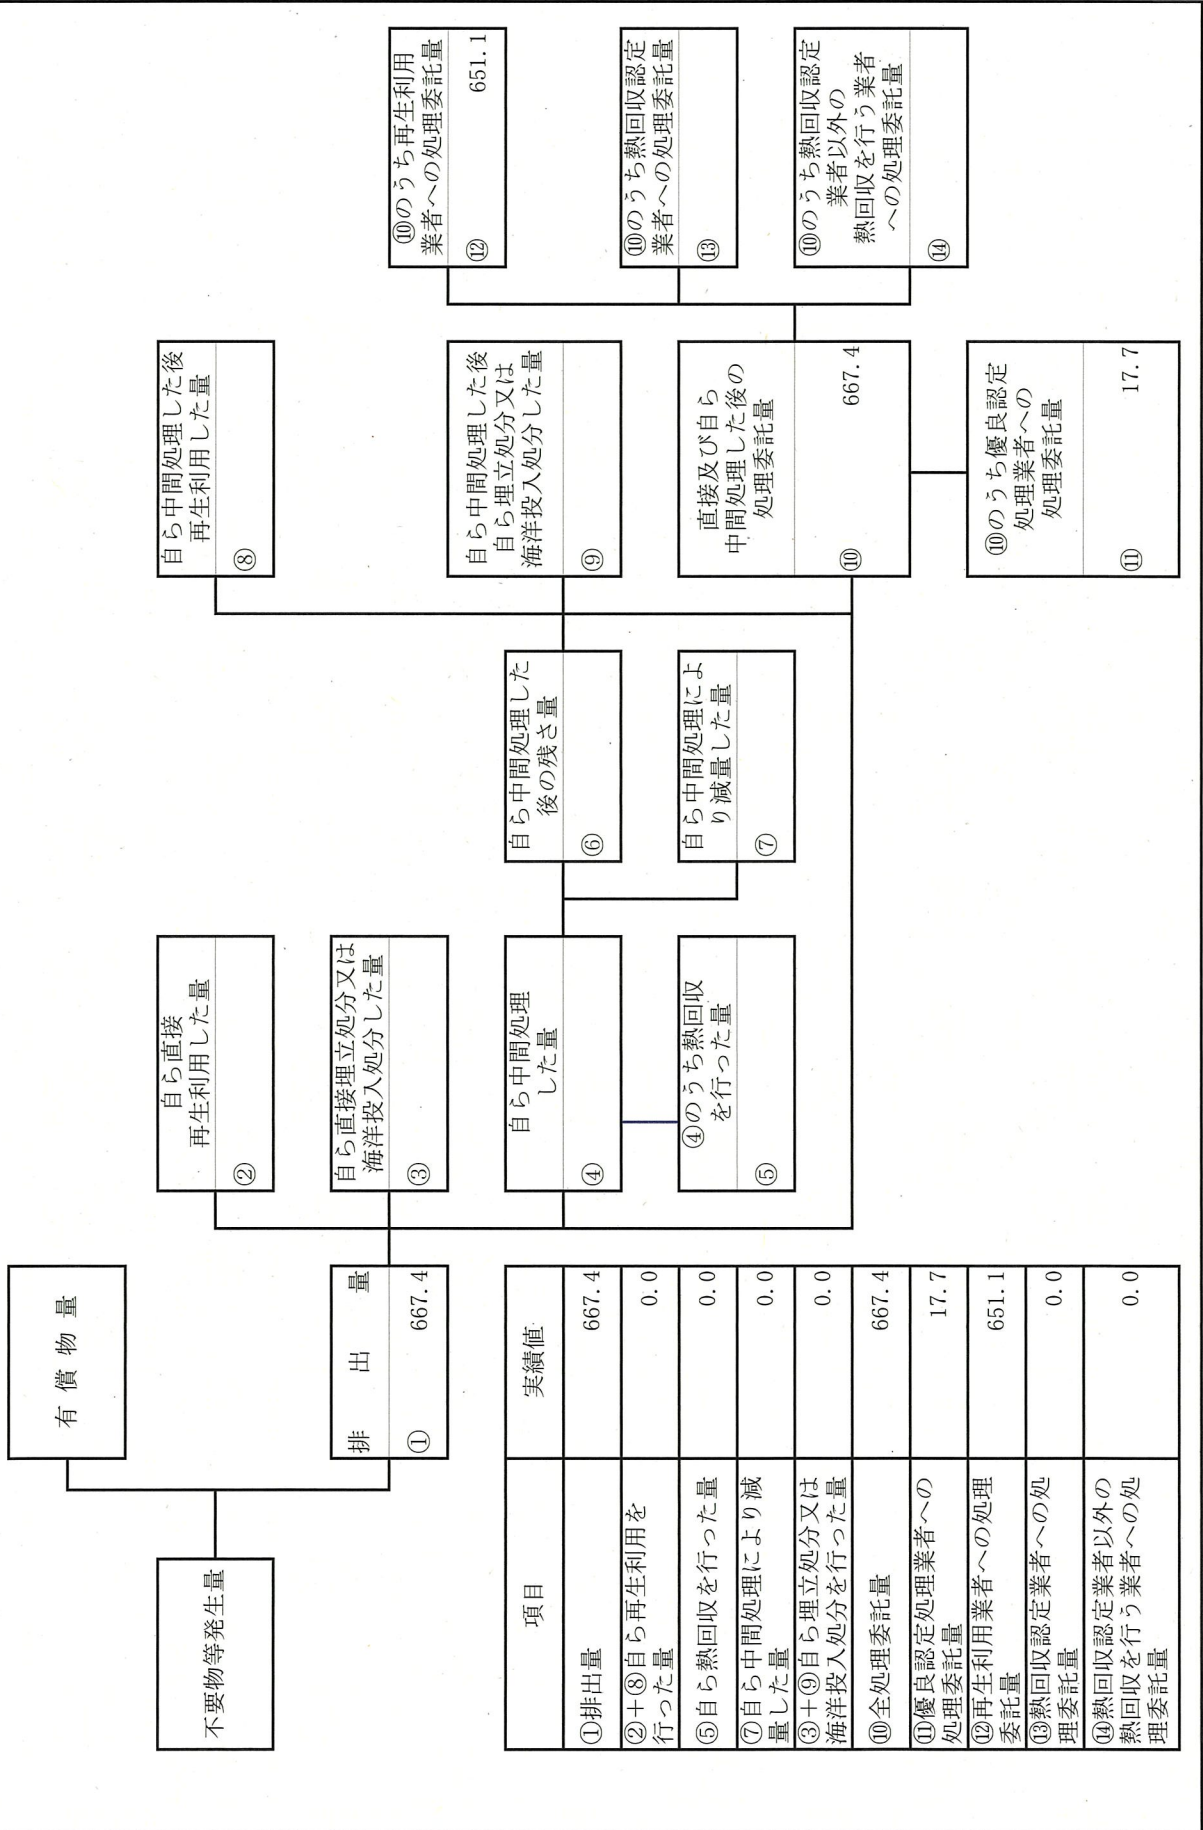 不要物等発生量
有償物量
排出量
① 667.4
自ら直接
再生利用した量
②
自ら直接埋立処分又は
海洋投入処分した量
③
自ら中間処理
した量
④
④のうち熱回収
を行った量
⑤
自ら中間処理した
後の残さ量
⑥
自ら中間処理によ
り減量した量
⑦
自ら中間処理した後
再生利用した量
⑧
自ら中間処理した後
自ら埋立処分又は
海洋投入処分した量
⑨
直接及び自ら
中間処理した後の
処理委託量
⑩ 667.4
⑩のうち優良認定
処理業者への
処理委託量
⑪ 17.7
⑩のうち再生利用
業者への処理委託量
⑫ 651.1
⑩のうち熱回収認定
業者への処理委託量
⑬
⑩のうち熱回収認定
業者以外の
熱回収を行う業者
への処理委託量
⑭
項目 実績値
①排出量 667.4
②+⑧自ら再生利用を
行った量 0.0
⑤自ら熱回収を行った量 0.0
⑦自ら中間処理により減
量した量 0.0
③+⑨自ら埋立処分又は
海洋投入処分を行った量 0.0
⑩全処理委託量 667.4
⑪優良認定処理業者への
処理委託量 17.7
⑫再生利用業者への処理
委託量 651.1
⑬熱回収認定業者への処
理委託量 0.0
⑭熱回収認定業者以外の
熱回収を行う業者への処
理委託量 0.0